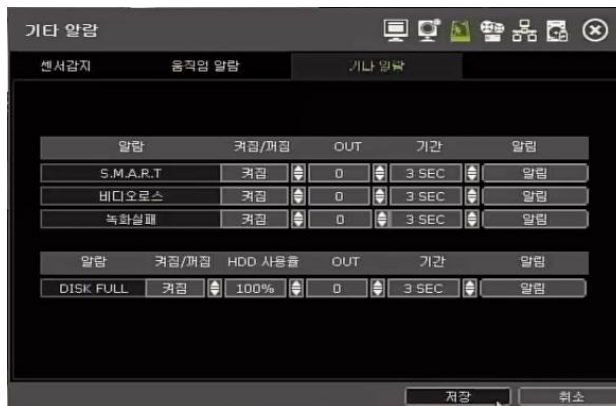 기타 알람
센서감지 움직임 알람 기타 알람
알람 켜짐/꺼짐 OUT 기간 알림
S.M.A.R.T 켜짐 0 3 SEC 알림
비디오로스 켜짐 0 3 SEC 알림
녹화실패 켜짐 0 3 SEC 알림
알람 켜짐/꺼짐 HDD 사용율 OUT 기간 알림
DISK FULL 켜짐 100% 0 3 SEC 알림
저장 취소